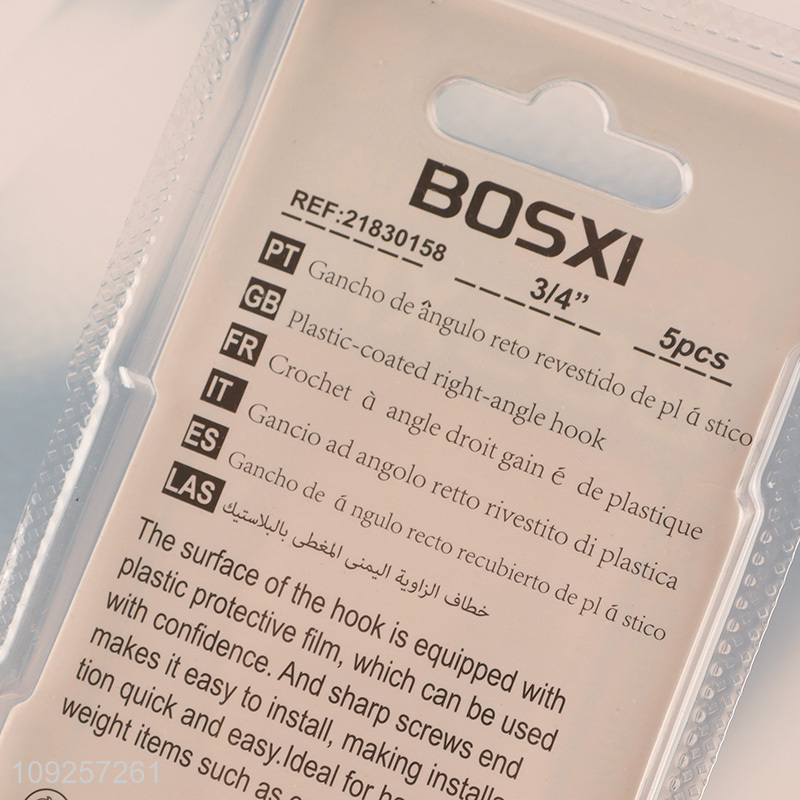 BOSXI
REF:21830158 3/4” 5pcs
PT Gancho de ângulo reto revestido de pl á stico
GB Plastic-coated right-angle hook
FR Crochet à angle droit gain é de plastique
IT Gancio ad angolo retto rivestito di plastica
ES Gancho de á ngulo recto recubierto de pl á stico
LAS خطاف الزاوية اليمنى المغطى بالبلاستيك
The surface of the hook is equipped with
plastic protective film, which can be used
with confidence. And sharp screws end
makes it easy to install, making installa-
tion quick and easy.Ideal for
weight items such as
109257261